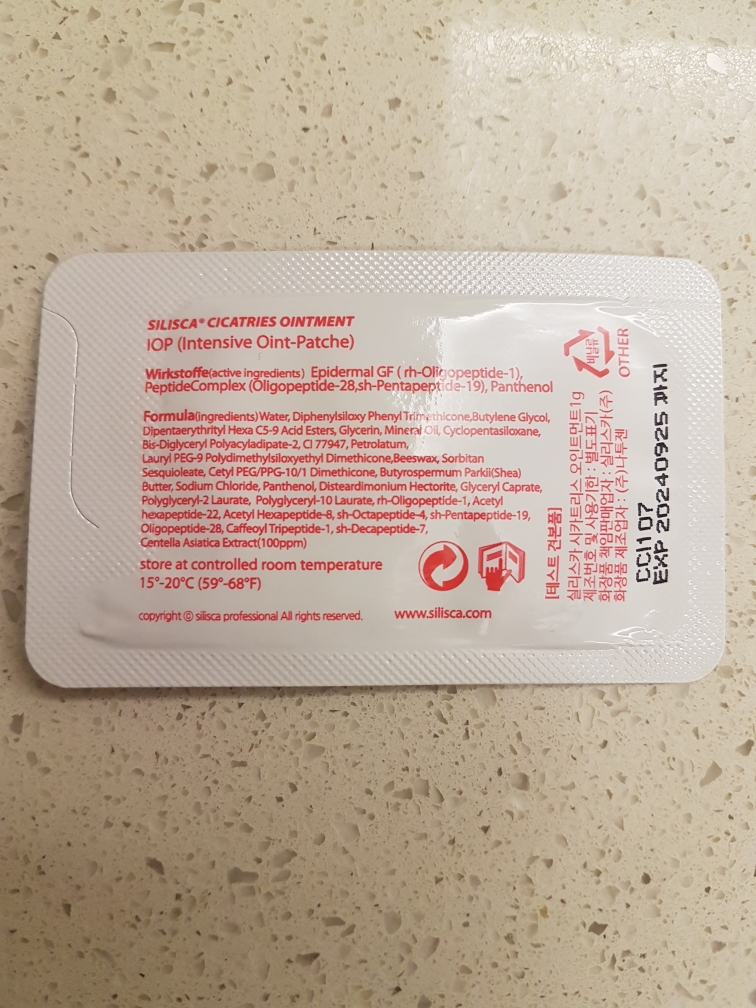 SILISCA® CICATRIES OINTMENT
IOP (Intensive Oint-Patche)
Wirkstoffe(active ingredients) Epidermal GF ( rh-Oligopeptide-1),
PeptideComplex (Oligopeptide-28,sh-Pentapeptide-19), Panthenol
Formula(ingredients)Water, Diphenylsiloxy Phenyl Trimethicone,Butylene Glycol,
Dipentaerythrityl Hexa C5-9 Acid Esters, Glycerin, Mineral Oil, Cyclopentasiloxane,
Bis-Diglyceryl Polyacyladipate-2, CI 77947, Petrolatum,
Lauryl PEG-9 Polydimethylsiloxyethyl Dimethicone,Beeswax, Sorbitan
Sesquioleate, Cetyl PEG/PPG-10/1 Dimethicone, Butyrospermum Parkii(Shea)
Butter, Sodium Chloride, Panthenol, Disteardimonium Hectorite, Glyceryl Caprate,
Polyglyceryl-2 Laurate, Polyglyceryl-10 Laurate, rh-Oligopeptide-1, Acetyl
hexapeptide-22, Acetyl Hexapeptide-8, sh-Octapeptide-4, sh-Pentapeptide-19,
Oligopeptide-28, Caffeoyl Tripeptide-1, sh-Decapeptide-7,
Centella Asiatica Extract(100ppm)
store at controlled room temperature
15°-20°C (59°-68°F)
copyright ⓒ silisca professional All rights reserved.
www.silisca.com
[테스트 견본품]
실리스카 시카트리스 오인트먼트1g
제조번호 및 사용기한 : 별도표기
화장품 책임판매업자 : 실리스카(주)
화장품 제조업자 : (주)나투젠
비닐류
OTHER
CCI107
EXP 20240925 까지